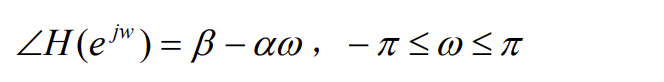 ∠H(e^{jw}) = β − αω ,  − π ≤ ω ≤ π